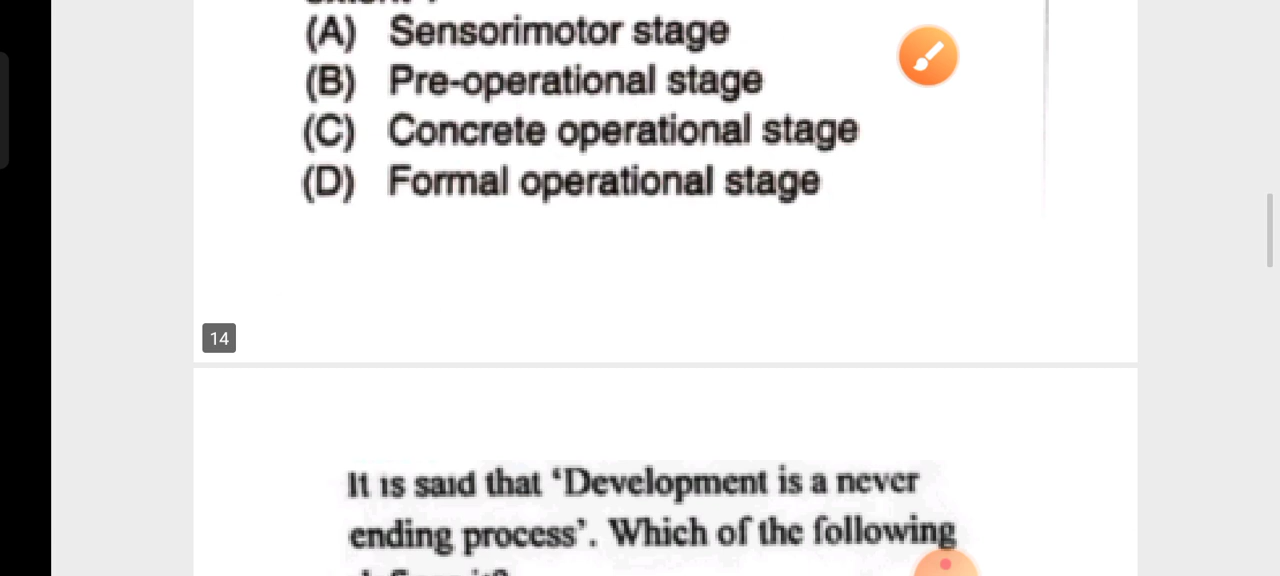 (A) Sensorimotor stage
(B) Pre-operational stage
(C) Concrete operational stage
(D) Formal operational stage
14
It is said that ‘Development is a never
ending process’. Which of the following